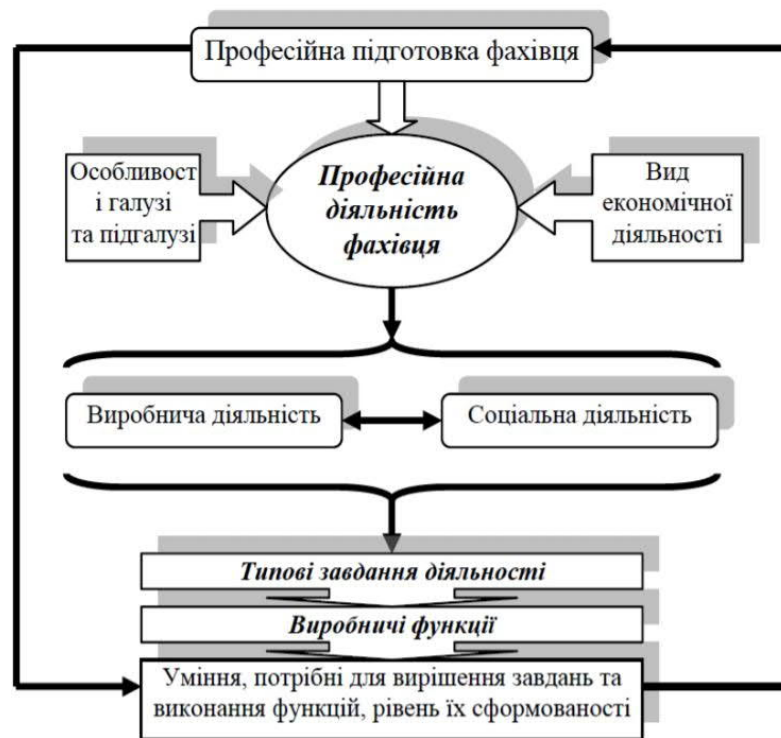 Професійна підготовка фахівця
Особливост
і галузі
та підгалузі
Професійна
діяльність
фахівця
Вид
економічної
діяльності
Виробнича діяльність
Соціальна діяльність
Типові завдання діяльності
Виробничі функції
Уміння, потрібні для вирішення завдань та
виконання функцій, рівень їх сформованості